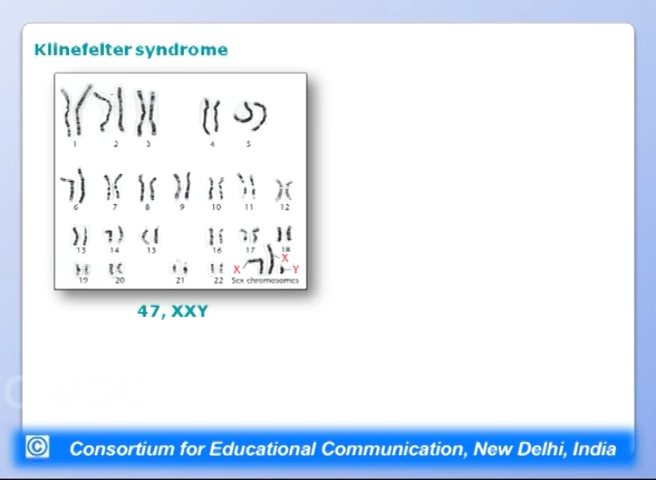 Klinefelter syndrome
1 2 3 4 5
6 7 8 9 10 11 12
13 14 15 16 17 18
X
X Y
19 20 21 22 Sex chromosomes
47, XXY
© Consortium for Educational Communication, New Delhi, India